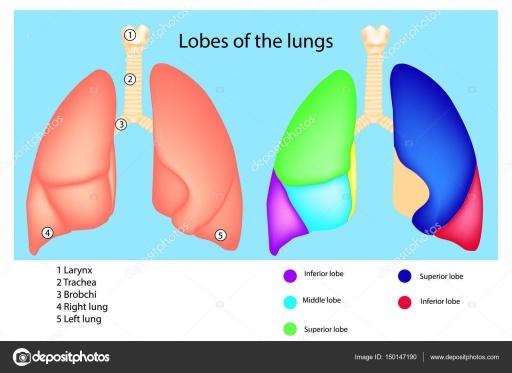 Lobes of the lungs
1
2
3
4
5
1 Larynx
2 Trachea
3 Brobchi
4 Right lung
5 Left lung
Inferior lobe
Middle lobe
Superior lobe
Superior lobe
Inferior lobe
depositphotos
Image ID: 150147190 www.depositphotos.com